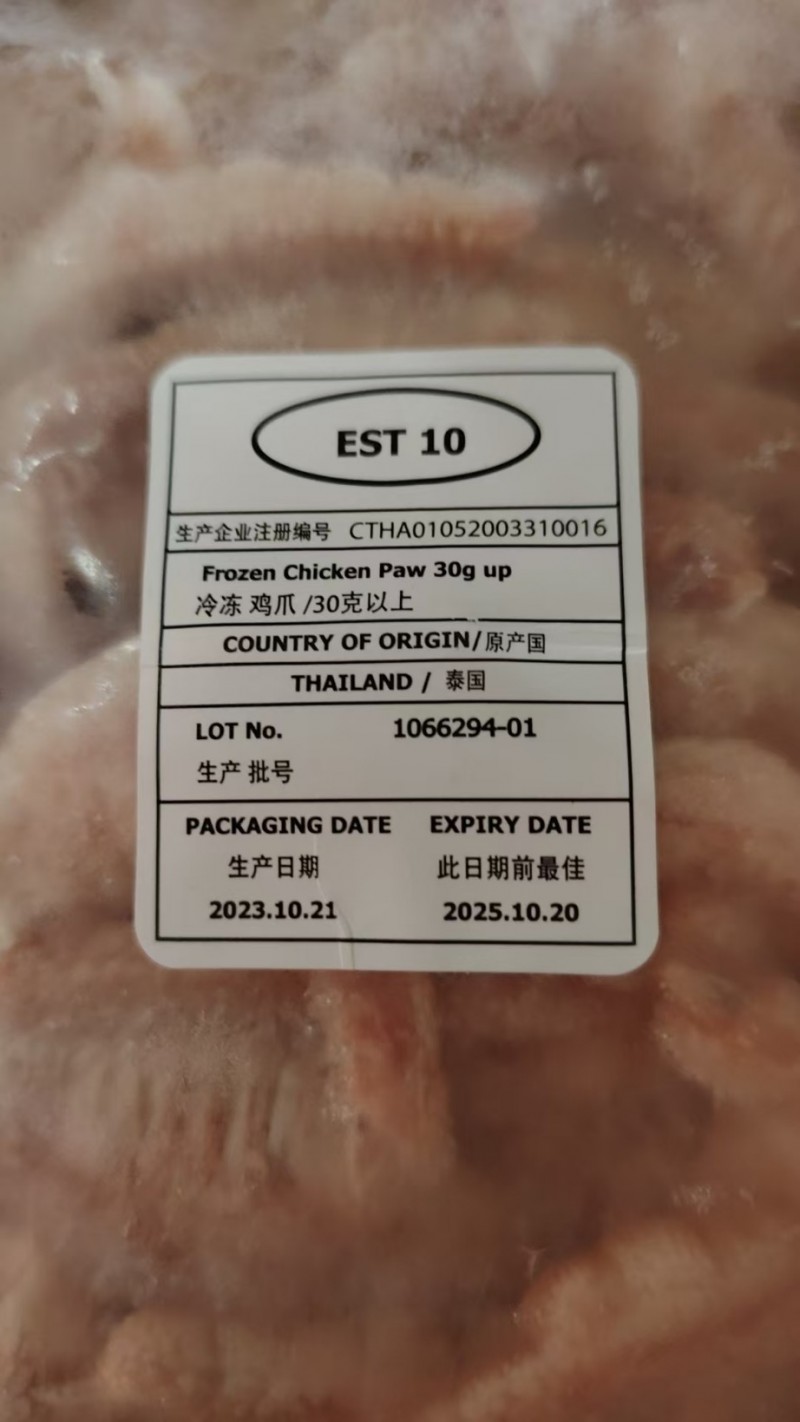 EST 10
生产企业注册编号 CTHA01052003310016
Frozen Chicken Paw 30g up
冷冻 鸡爪 /30克以上
COUNTRY OF ORIGIN/原产国
THAILAND / 泰国
LOT No. 1066294-01
生产 批号
PACKAGING DATE EXPIRY DATE
生产日期 此日期前最佳
2023.10.21 2025.10.20